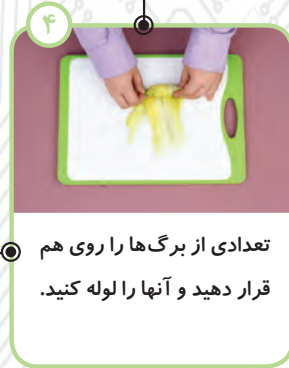 ۴
تعدادی از برگ‌ها را روی هم
قرار دهید و آنها را لوله کنید.